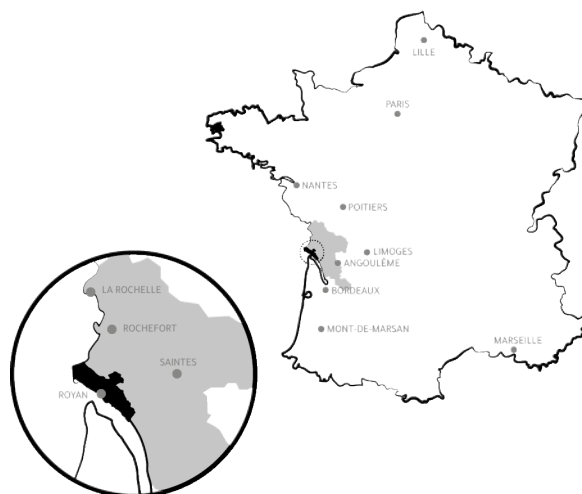 LILLE
PARIS
NANTES
POITIERS
LIMOGES
ANGOULÊME
BORDEAUX
MONT-DE-MARSAN
MARSEILLE
LA ROCHELLE
ROCHEFORT
SAINTES
ROYAN